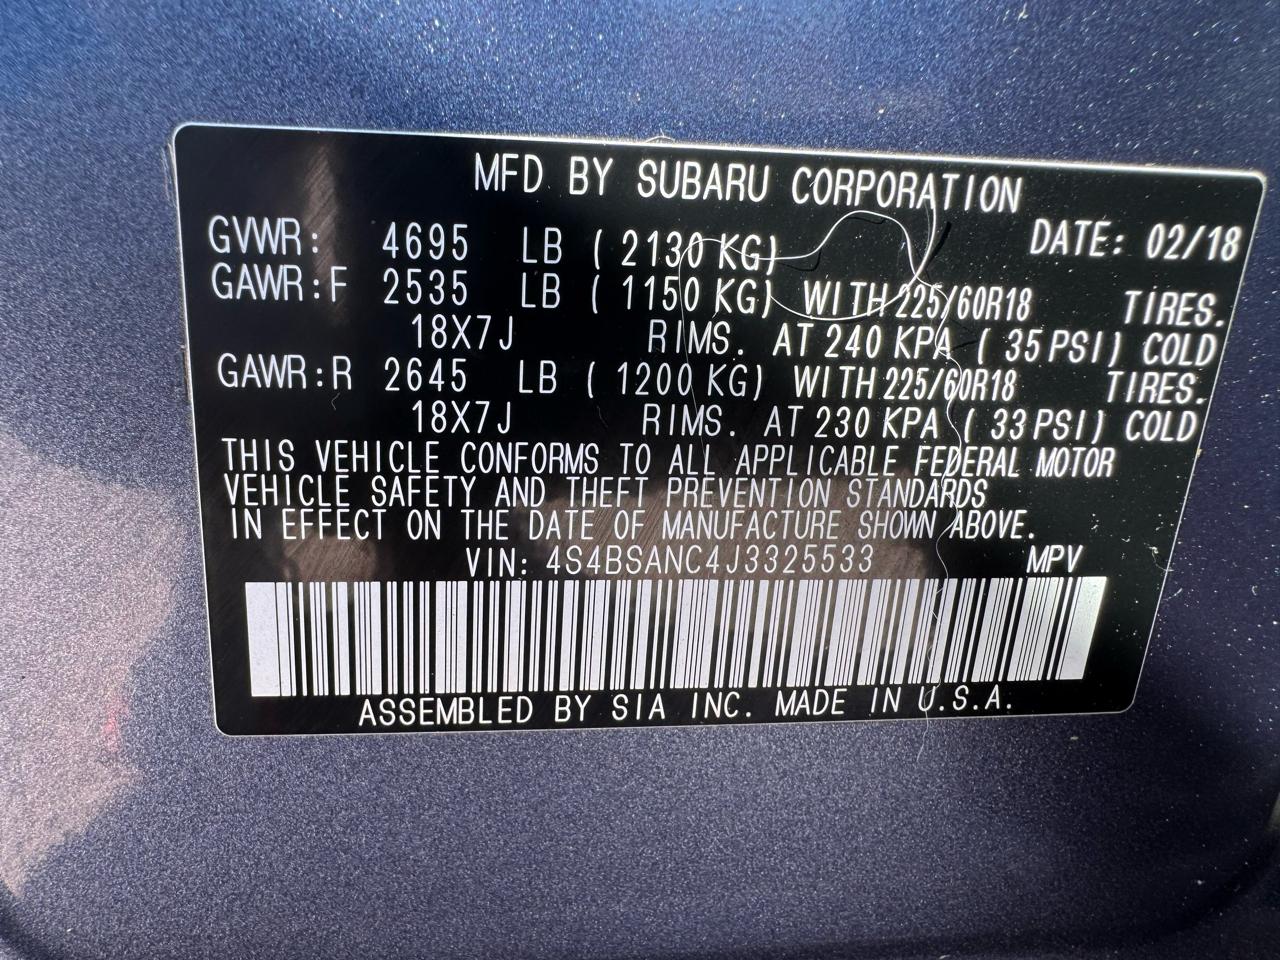 MFD BY SUBARU CORPORATION
GVWR: 4695 LB ( 2130 KG) DATE: 02/18
GAWR:F 2535 LB ( 1150 KG) WITH 225/60R18 TIRES.
18X7J RIMS. AT 240 KPA ( 35 PSI) COLD
GAWR:R 2645 LB ( 1200 KG) WITH 225/60R18 TIRES.
18X7J RIMS. AT 230 KPA ( 33 PSI) COLD
THIS VEHICLE CONFORMS TO ALL APPLICABLE FEDERAL MOTOR
VEHICLE SAFETY AND THEFT PREVENTION STANDARDS
IN EFFECT ON THE DATE OF MANUFACTURE SHOWN ABOVE.
VIN: 4S4BSANC4J3325533 MPV
ASSEMBLED BY SIA INC. MADE IN U.S.A.